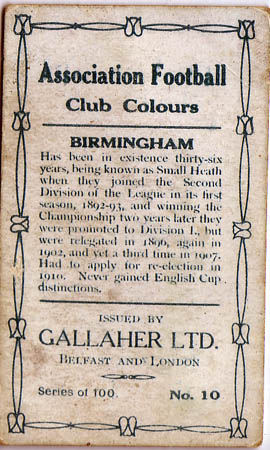 Association Football
Club Colours
BIRMINGHAM
Has been in existence thirty-six
years, being known as Small Heath
when they joined the Second
Division of the League in its first
season, 1892-93, and winning the
Championship two years later they
were promoted to Division I., but
were relegated in 1896, again in
1902, and yet a third time in 1907.
Had to apply for re-election in
1910. Never gained English Cup
distinctions.
ISSUED BY
GALLAHER LTD.
BELFAST AND LONDON
Series of 100. No. 10